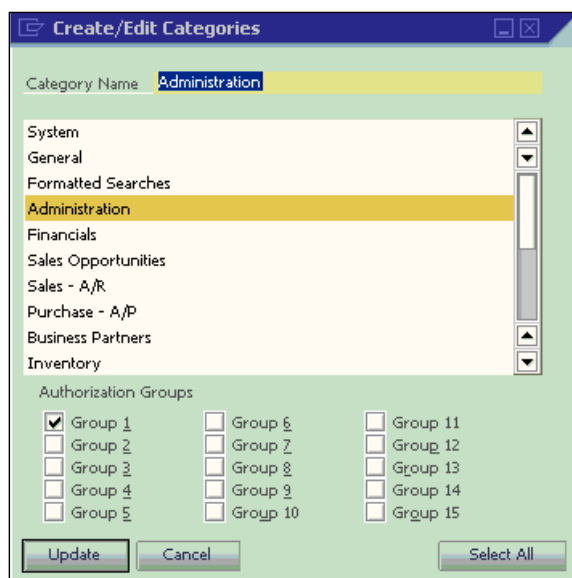 Create/Edit Categories
Category Name Administration
System
General
Formatted Searches
Administration
Financials
Sales Opportunities
Sales - A/R
Purchase - A/P
Business Partners
Inventory
Authorization Groups
Group 1 Group 6 Group 11
Group 2 Group 7 Group 12
Group 3 Group 8 Group 13
Group 4 Group 9 Group 14
Group 5 Group 10 Group 15
Update Cancel Select All